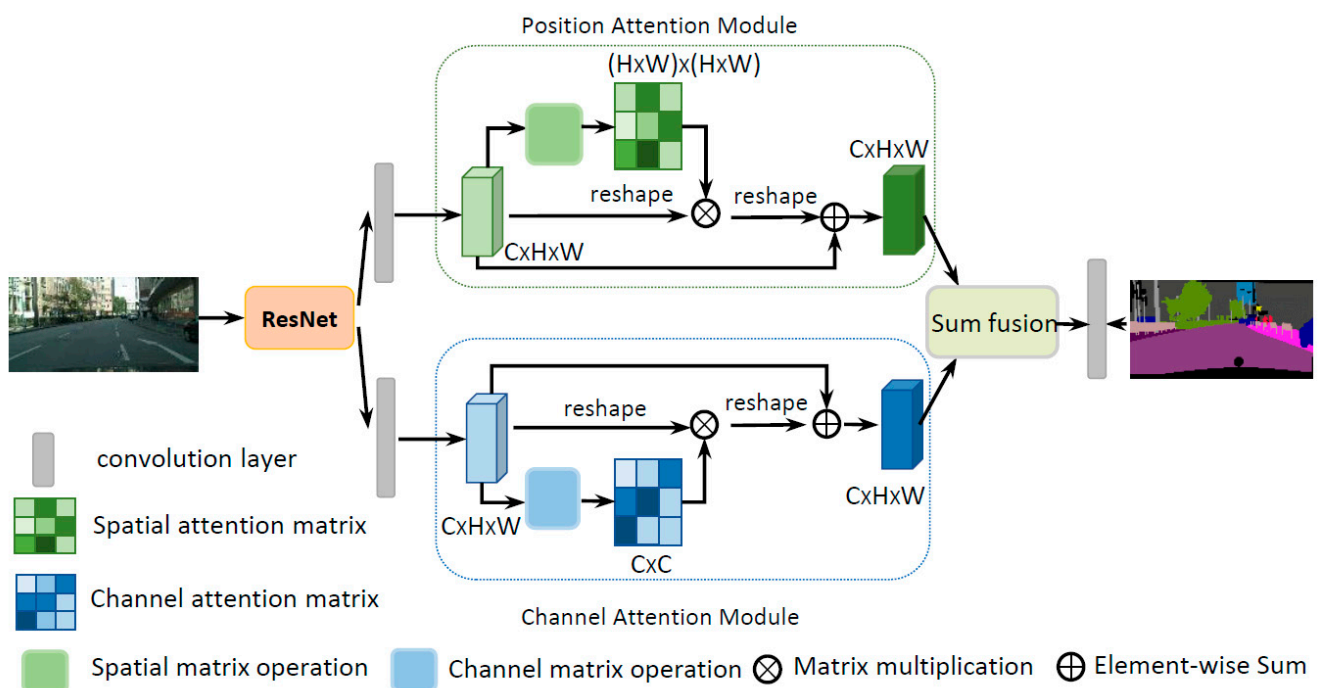 Position Attention Module
(HxW)x(HxW)
CxHxW
reshape
reshape
CxHxW
ResNet
Sum fusion
reshape
reshape
CxHxW
CxHxW
CxC
Channel Attention Module
convolution layer
Spatial attention matrix
Channel attention matrix
Spatial matrix operation
Channel matrix operation
Matrix multiplication
Element-wise Sum